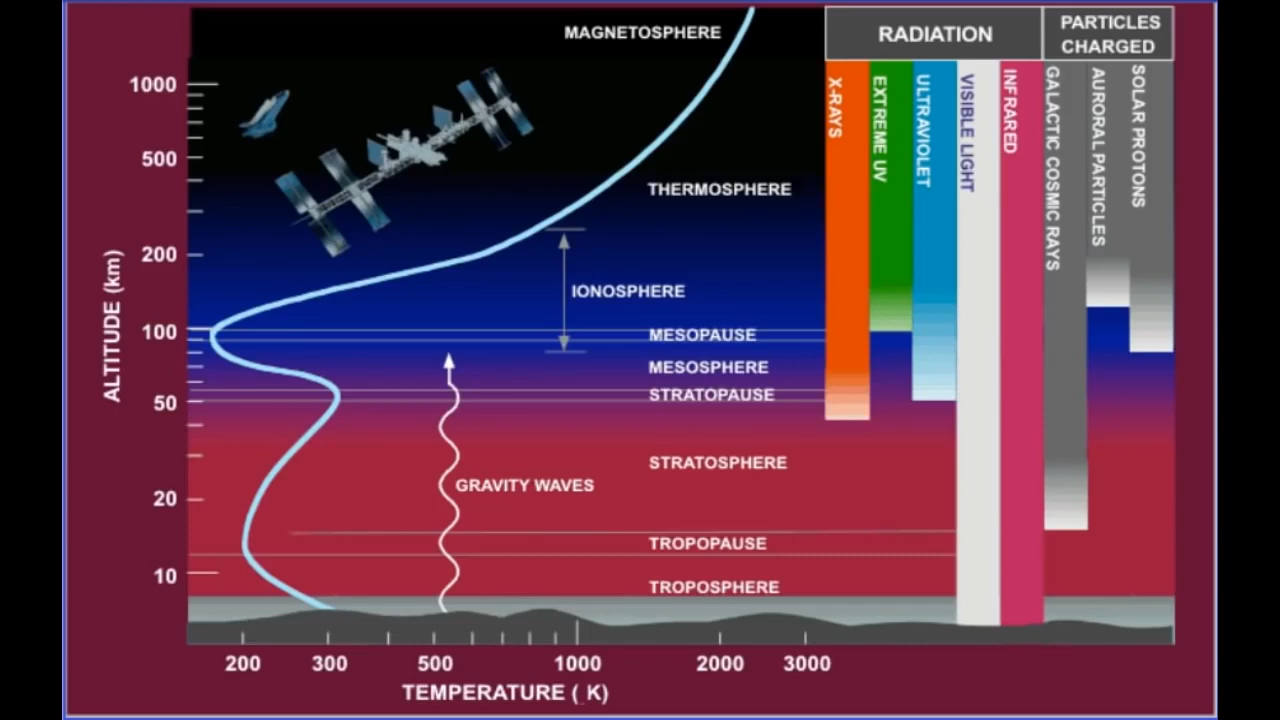 MAGNETOSPHERE
RADIATION
PARTICLES
CHARGED
X-RAYS
EXTREME UV
ULTRAVIOLET
VISIBLE LIGHT
INFRARED
GALACTIC COSMIC RAYS
AURORAL PARTICLES
SOLAR PROTONS
1000
500
THERMOSPHERE
200
IONOSPHERE
100
MESOPAUSE
MESOSPHERE
STRATOPAUSE
50
STRATOSPHERE
GRAVITY WAVES
20
TROPOPAUSE
10
TROPOSPHERE
ALTITUDE (km)
200 300 500 1000 2000 3000
TEMPERATURE ( K)